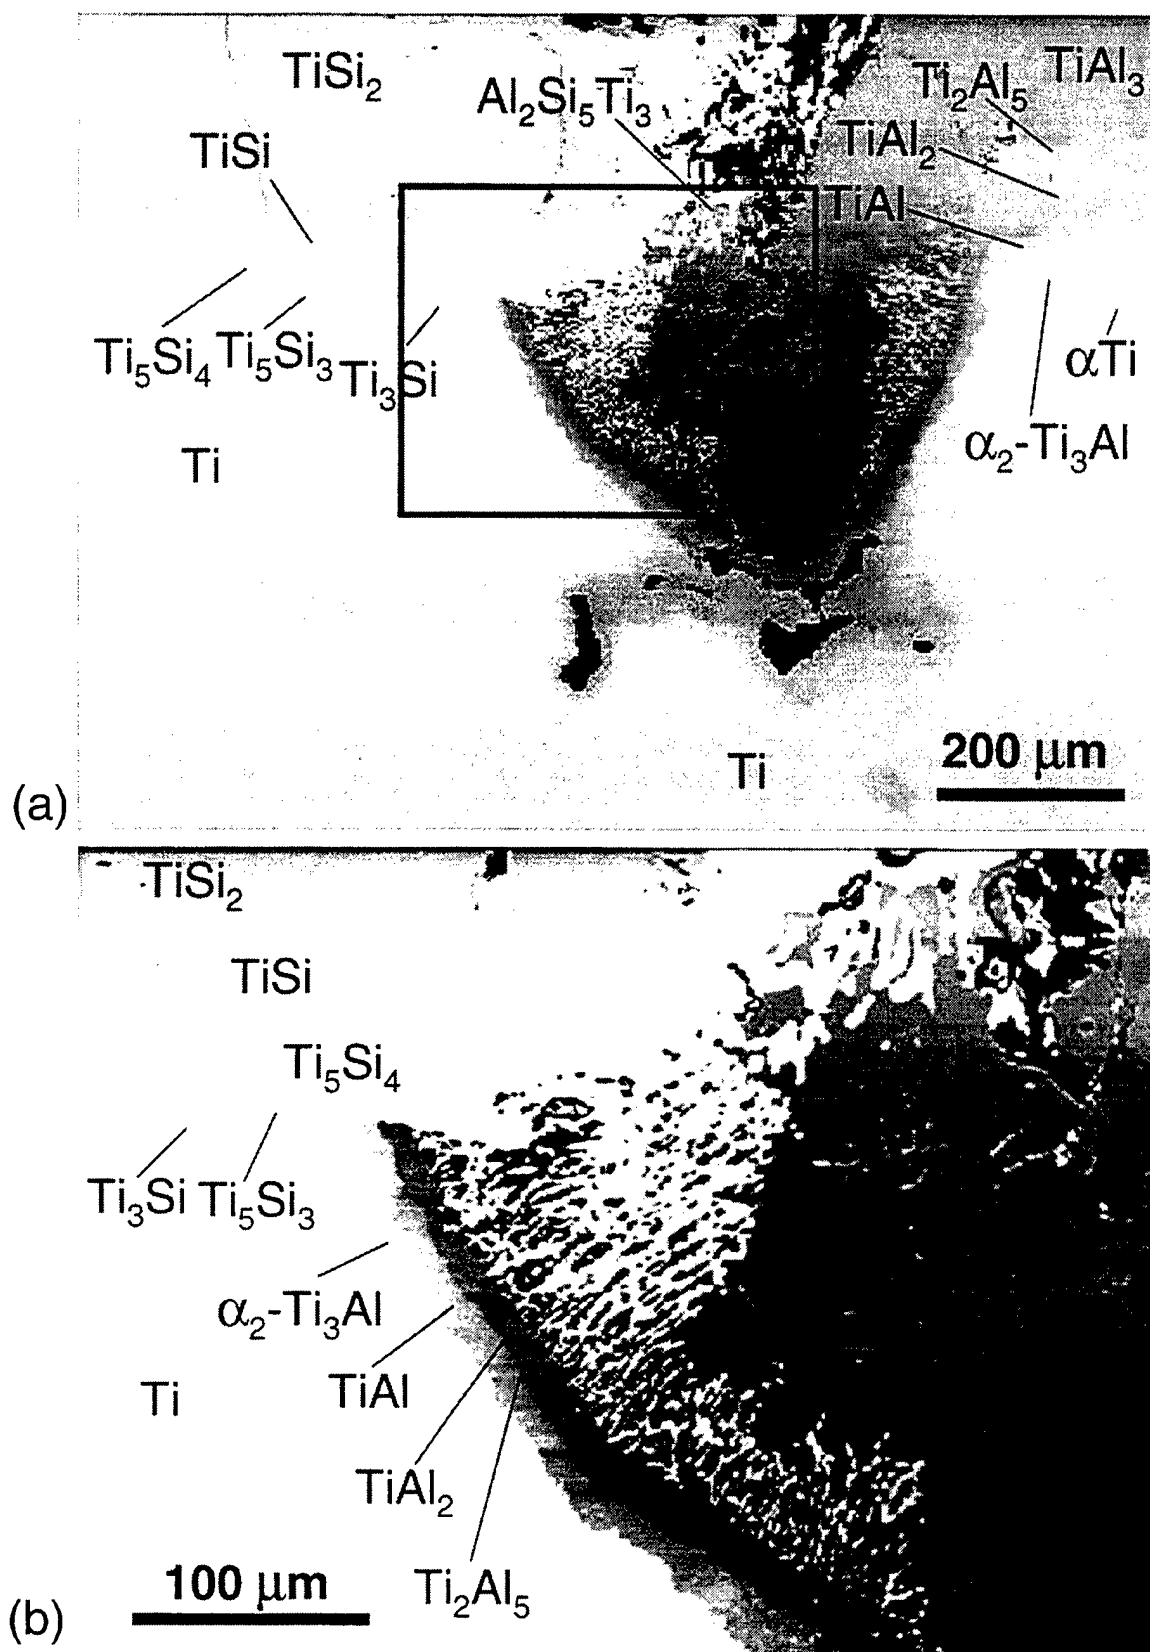 TiSi₂
TiAl₃
Ti₂Al₅
Al₂Si₅Ti₃
TiSi
TiAl₂
TiAl
Ti₅Si₄
Ti₅Si₃
Ti₃Si
αTi
α₂-Ti₃Al
Ti
200 µm
Ti
(a)
TiSi₂
TiSi
Ti₅Si₄
Ti₃Si
Ti₅Si₃
α₂-Ti₃Al
TiAl
Ti
TiAl₂
100 µm
Ti₂Al₅
(b)